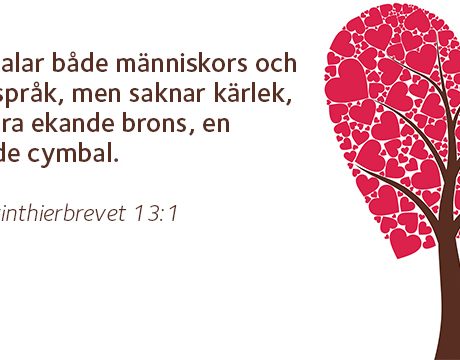 alar både människors och
språk, men saknar kärlek,
ra ekande brons, en
de cymbal.
inthierbrevet 13:1